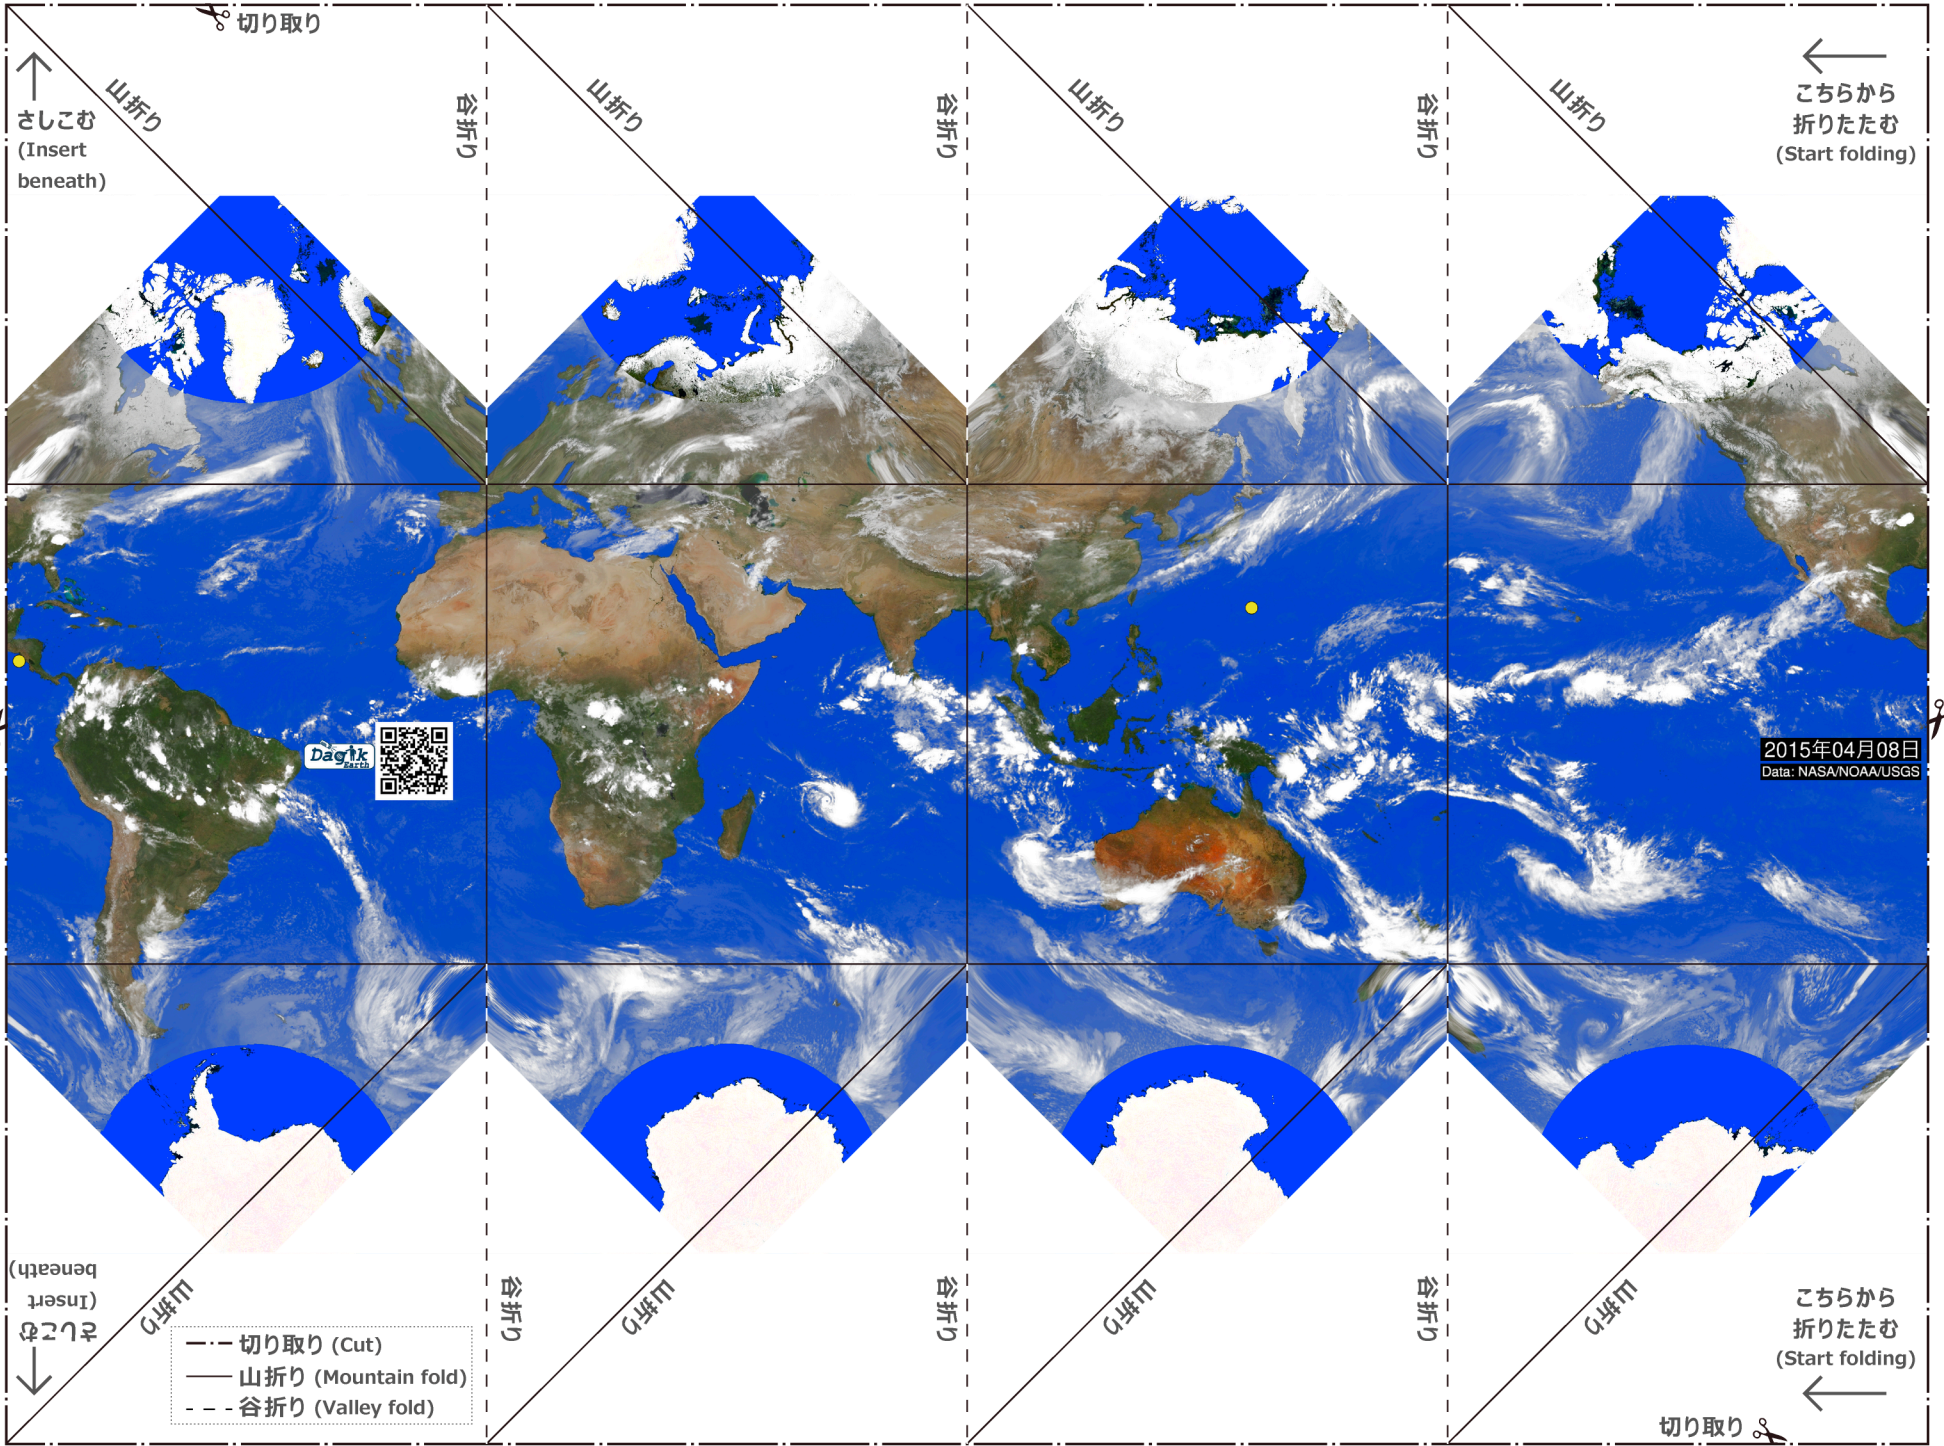 切り取り
さしこむ
(Insert
beneath)
山折り
谷折り
山折り
谷折り
山折り
谷折り
山折り
こちらから
折りたたむ
(Start folding)
Dagik
Earth
2015年04月08日
Data: NASA/NOAA/USGS
さしこむ
(Insert
beneath)
山折り
谷折り
山折り
谷折り
山折り
谷折り
山折り
こちらから
折りたたむ
(Start folding)
切り取り (Cut)
山折り (Mountain fold)
谷折り (Valley fold)
切り取り